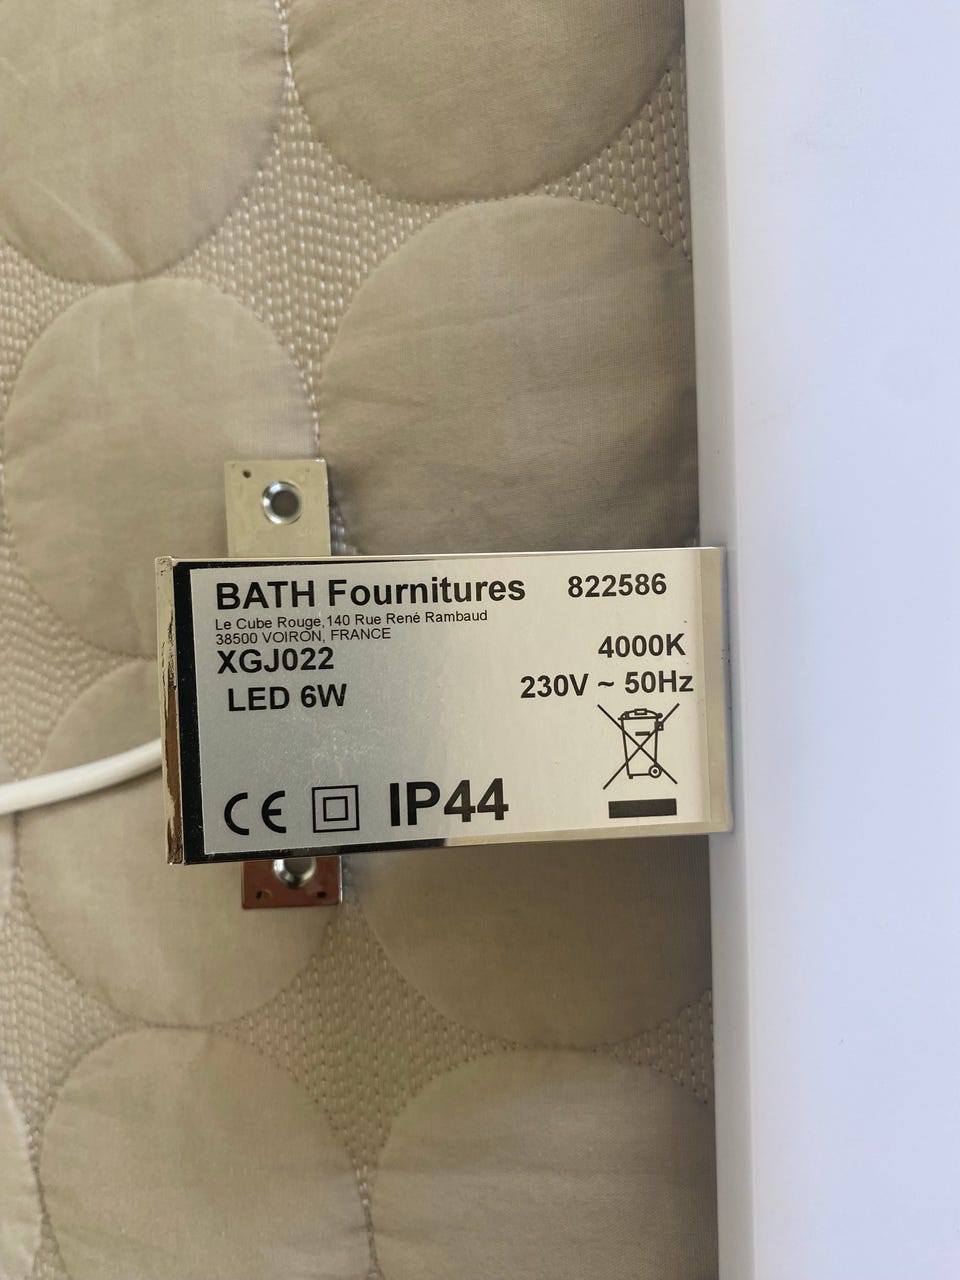 BATH Fournitures 822586
Le Cube Rouge,140 Rue René Rambaud
38500 VOIRON, FRANCE
XGJ022 4000K
LED 6W 230V ~ 50Hz
CE IP44